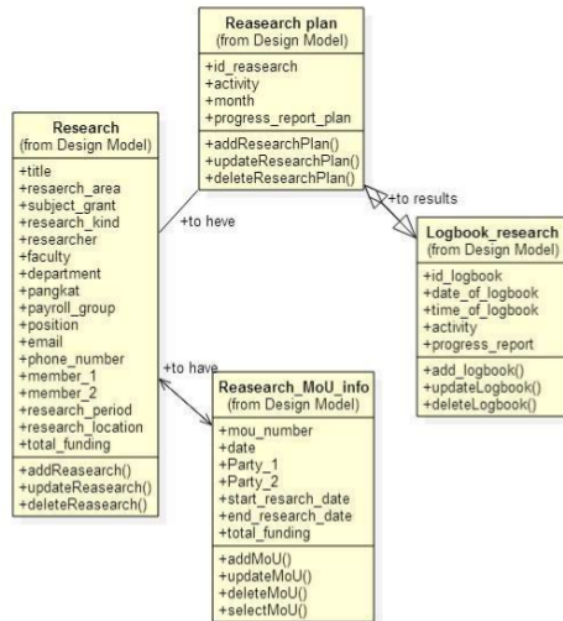 Reasearch plan
(from Design Model)
+id_reasearch
+activity
+month
+progress_report_plan
+addResearchPlan()
+updateResearchPlan()
+deleteResearchPlan()
Research
(from Design Model)
+title
+resaerch_area
+subject_grant
+research_kind
+researcher
+faculty
+department
+pangkat
+payroll_group
+position
+email
+phone_number
+member_1
+member_2
+research_period
+research_location
+total_funding
+addReasearch()
+updateReasearch()
+deleteReasearch()
+to heve
+to results
Logbook_research
(from Design Model)
+id_logbook
+date_of_logbook
+time_of_logbook
+activity
+progress_report
+add_logbook()
+updateLogbook()
+deleteLogbook()
+to have
Reasearch_MoU_info
(from Design Model)
+mou_number
+date
+Party_1
+Party_2
+start_resarch_date
+end_research_date
+total_funding
+addMoU()
+updateMoU()
+deleteMoU()
+selectMoU()